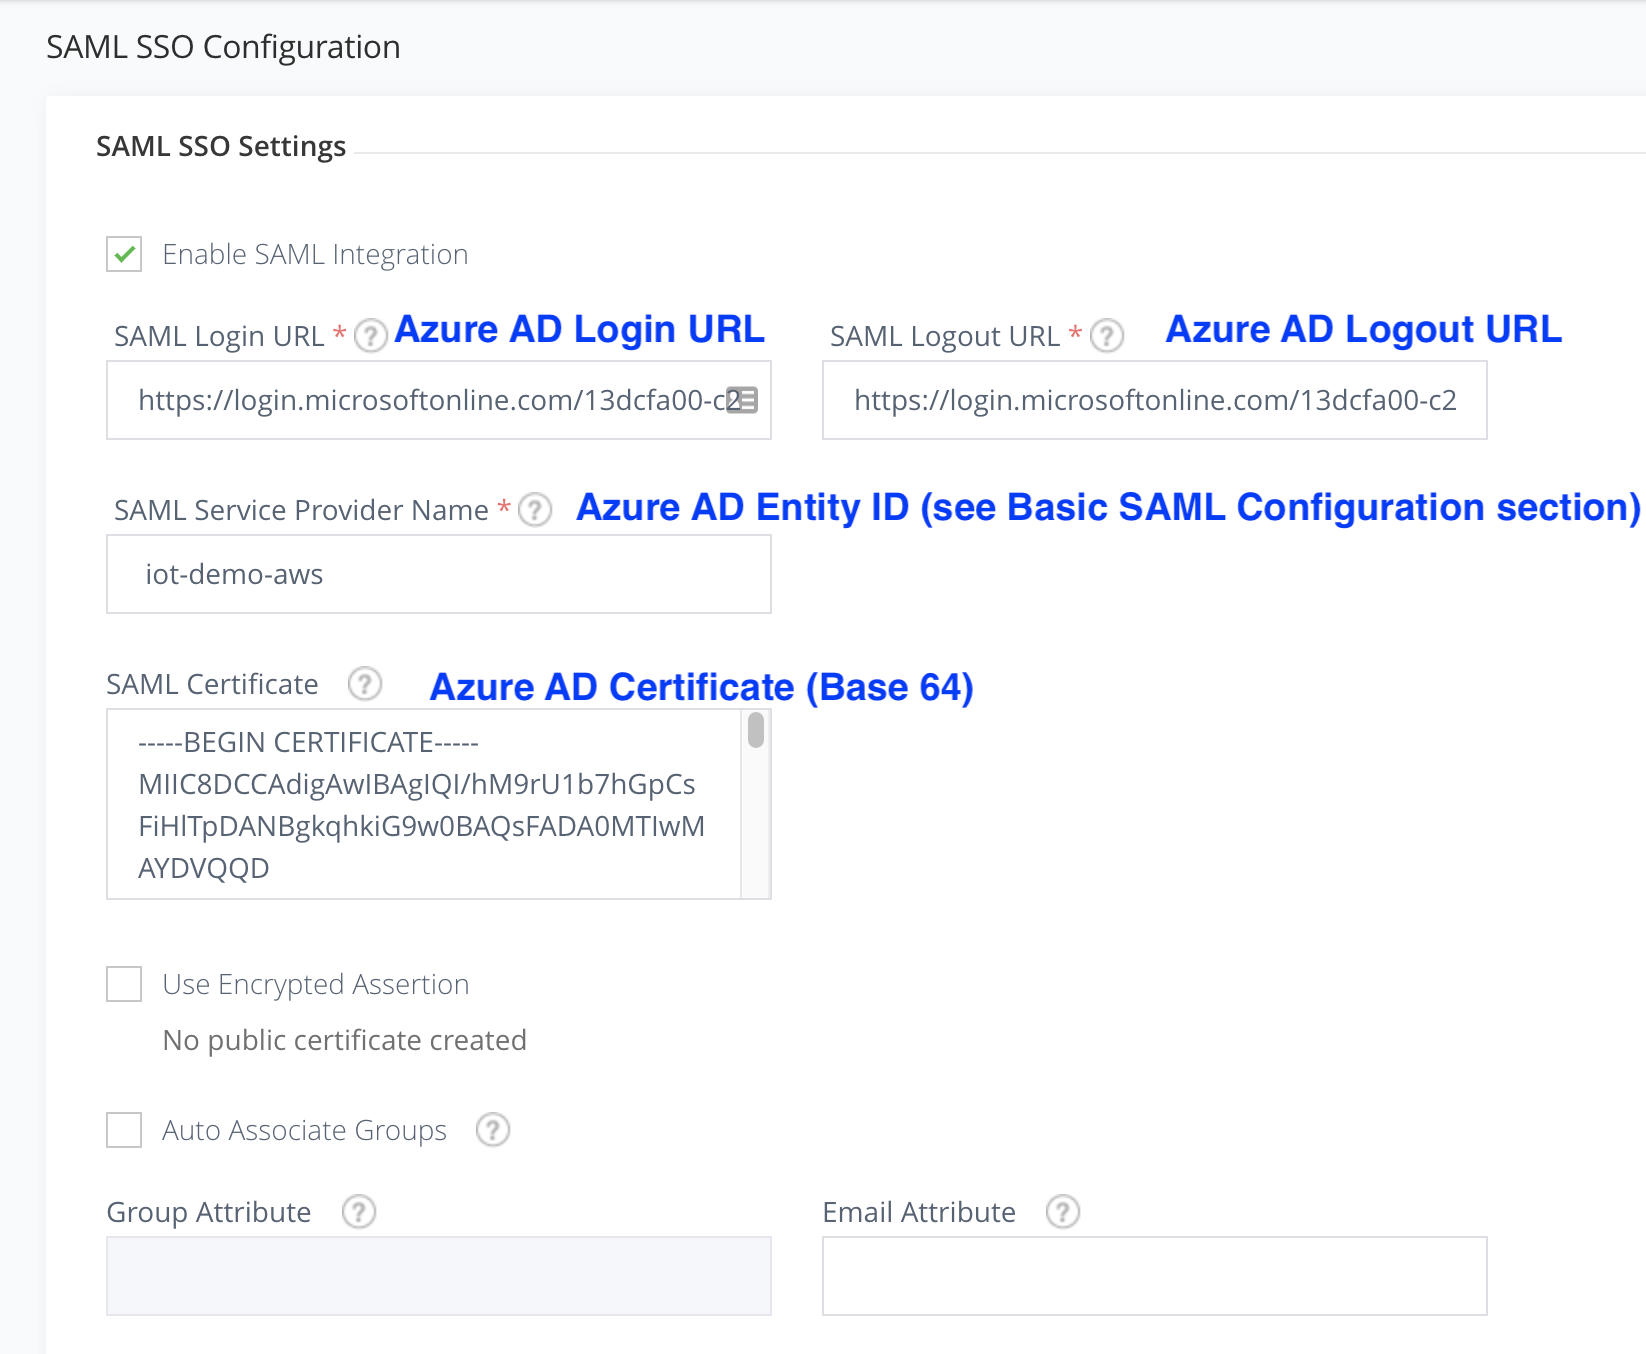 SAML SSO Configuration
SAML SSO Settings
Enable SAML Integration
SAML Login URL * ? Azure AD Login URL
SAML Logout URL * ? Azure AD Logout URL
https://login.microsoftonline.com/13dcfa00-c2
https://login.microsoftonline.com/13dcfa00-c2
SAML Service Provider Name * ? Azure AD Entity ID (see Basic SAML Configuration section)
iot-demo-aws
SAML Certificate ? Azure AD Certificate (Base 64)
-----BEGIN CERTIFICATE-----
MIIC8DCCAdigAwIBAgIQI/hM9rU1b7hGpCs
FiHlTpDANBgkqhkiG9w0BAQsFADA0MTIwM
AYDVQQD
Use Encrypted Assertion
No public certificate created
Auto Associate Groups ?
Group Attribute ?
Email Attribute ?